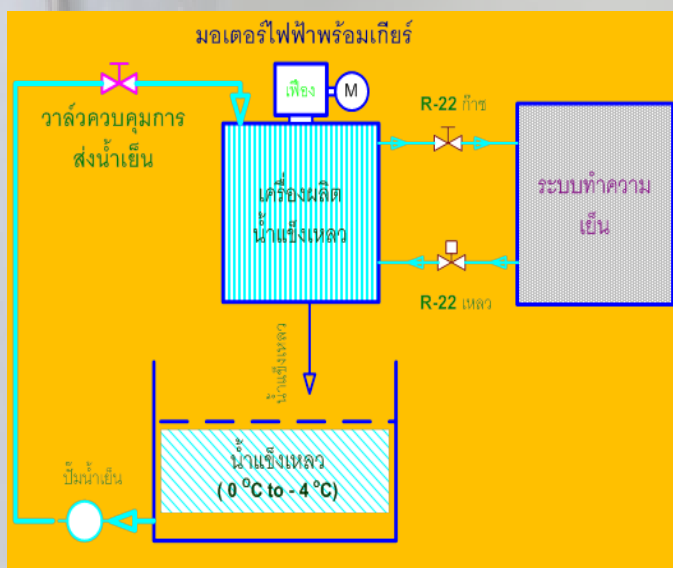 มอเตอร์ไฟฟ้าพร้อมเกียร์
เฟือง
M
วาล์วควบคุมการ
ส่งน้ำเย็น
R-22 ก๊าซ
เครื่องผลิต
น้ำแข็งเหลว
ระบบทำความ
เย็น
R-22 เหลว
น้ำแข็งเหลว
น้ำแข็งเหลว
( 0 °C to - 4 °C)
ปั๊มน้ำเย็น